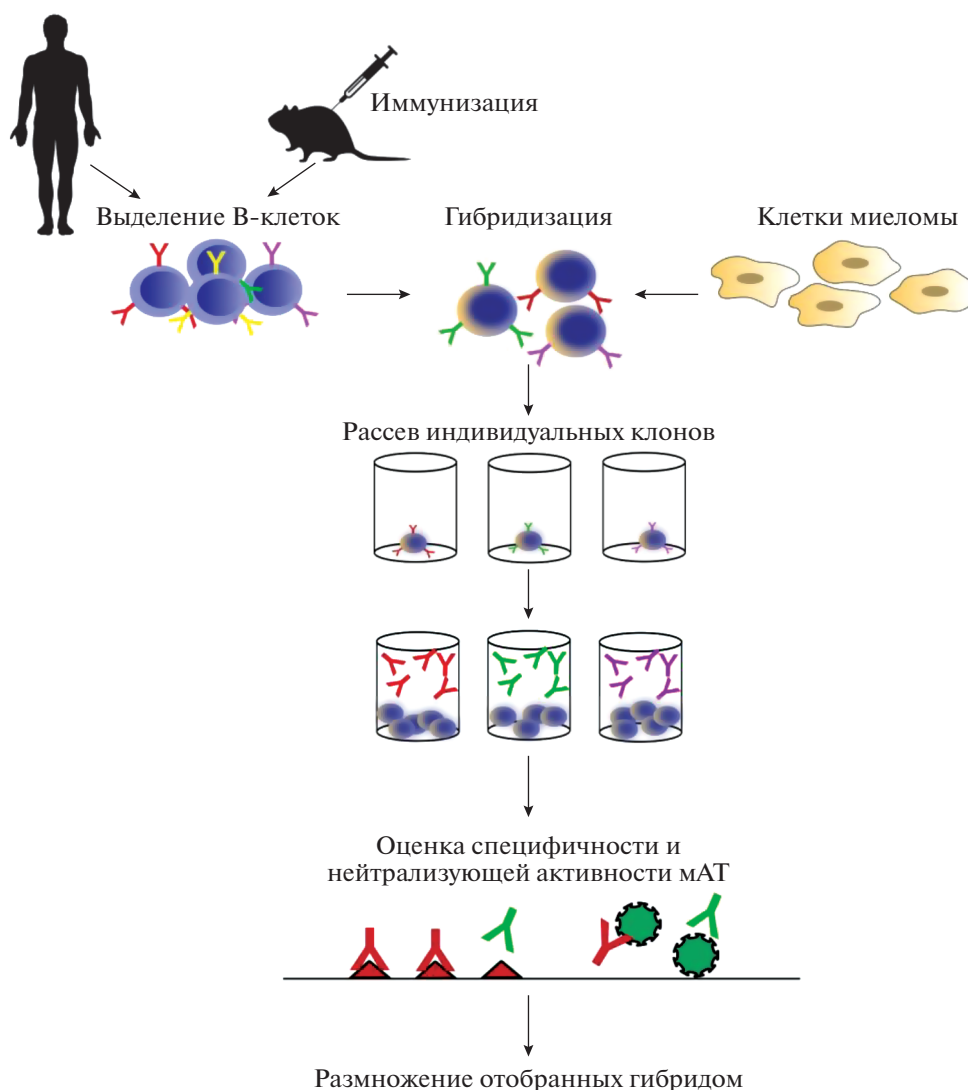 Иммунизация
Выделение В-клеток
Гибридизация
Клетки миеломы
Рассев индивидуальных клонов
Оценка специфичности и
нейтрализующей активности мАТ
Размножение отобранных гибридом